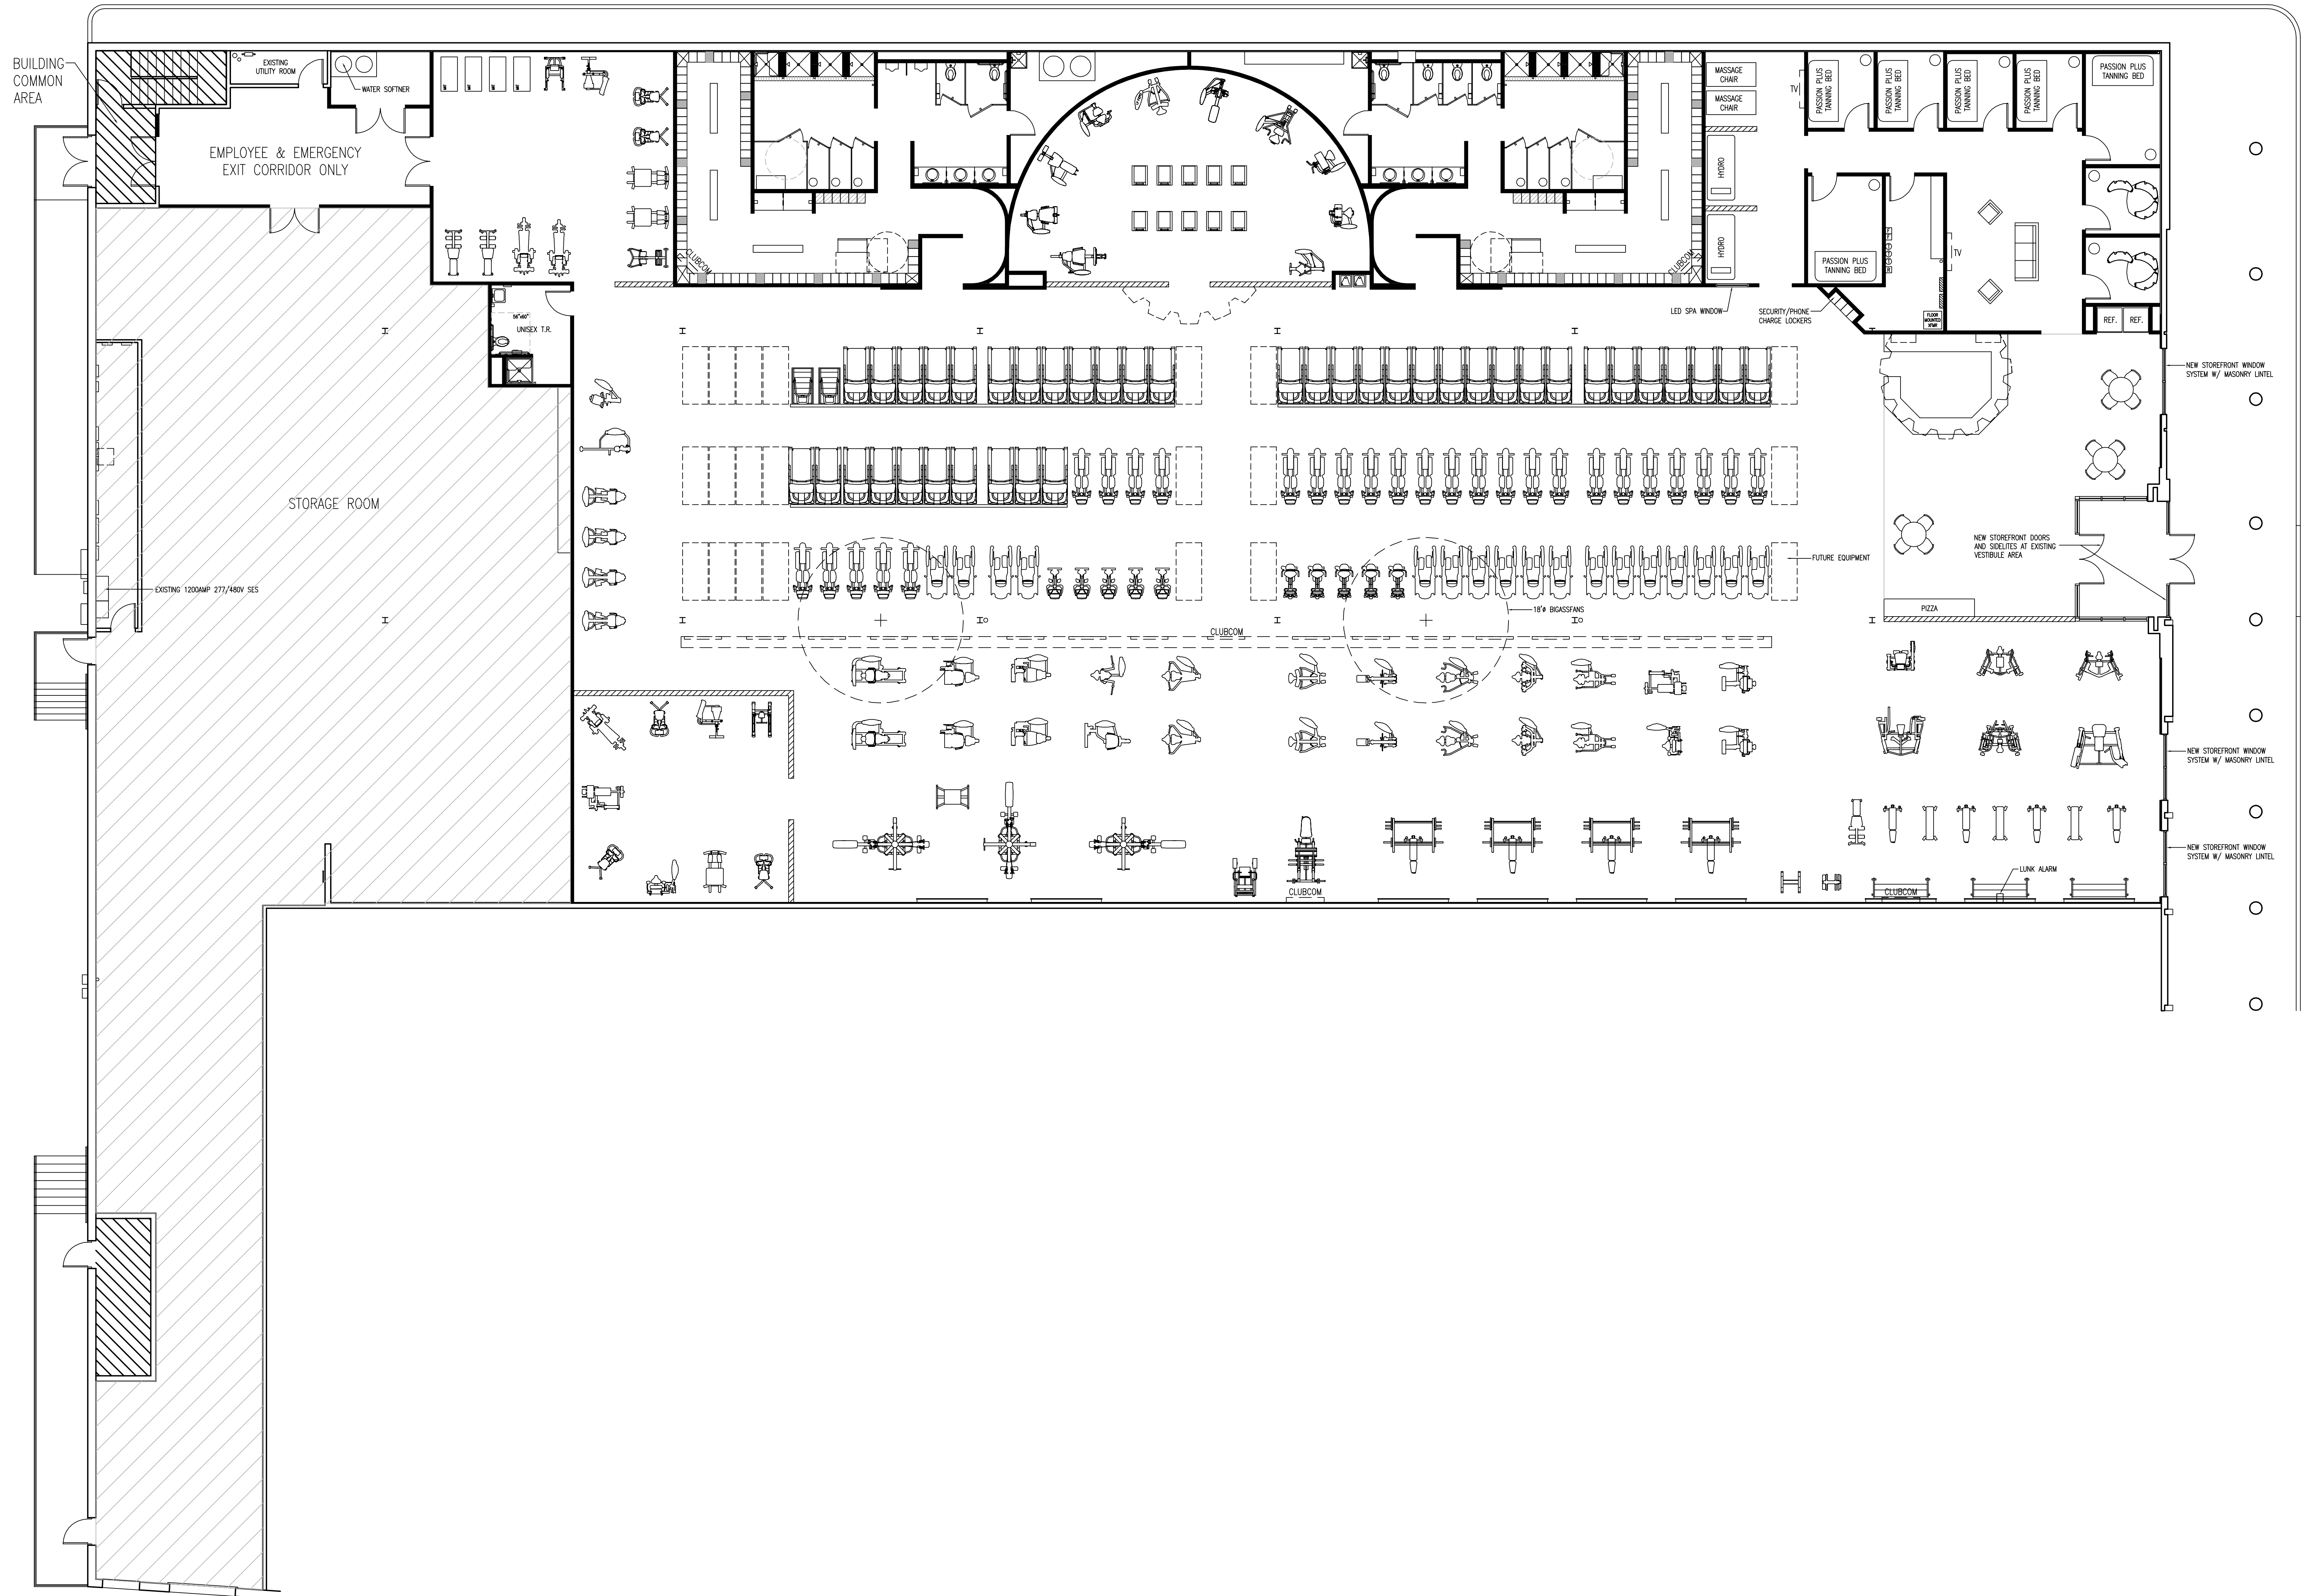 BUILDING
COMMON
AREA
EXISTING
UTILITY ROOM
WATER SOFTNER
EMPLOYEE & EMERGENCY
EXIT CORRIDOR ONLY
MASSAGE
CHAIR
MASSAGE
CHAIR
HYDRO
HYDRO
TV
PASSION PLUS
TANNING BED
PASSION PLUS
TANNING BED
PASSION PLUS
TANNING BED
PASSION PLUS
TANNING BED
PASSION PLUS
TANNING BED
PASSION PLUS
TANNING BED
TV
CLUBCOM
CLUBCOM
LED SPA WINDOW
SECURITY/PHONE
CHARGE LOCKERS
FLOOR
MOUNTED
XFMR
REF.
REF.
56"x60"
UNISEX T.R.
NEW STOREFRONT WINDOW
SYSTEM W/ MASONRY LINTEL
STORAGE ROOM
NEW STOREFRONT DOORS
AND SIDELITES AT EXISTING
VESTIBULE AREA
FUTURE EQUIPMENT
EXISTING 1200AMP 277/480V SES
18'ø BIGASSFANS
PIZZA
CLUBCOM
NEW STOREFRONT WINDOW
SYSTEM W/ MASONRY LINTEL
NEW STOREFRONT WINDOW
SYSTEM W/ MASONRY LINTEL
LUNK ALARM
CLUBCOM
CLUBCOM